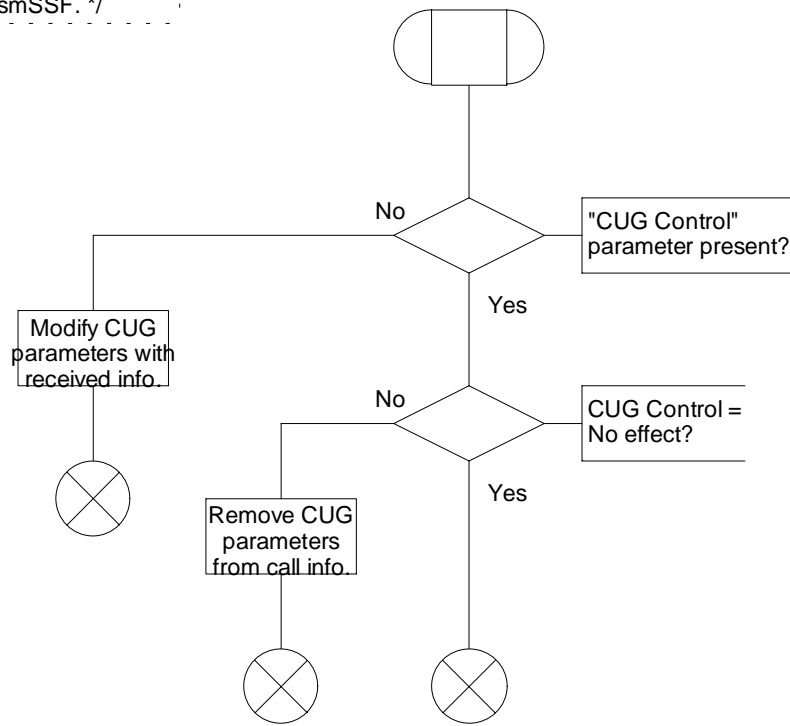 smSSF. */
No
"CUG Control"
parameter present?
Yes
Modify CUG
parameters with
received info.
No
CUG Control =
No effect?
Yes
Remove CUG
parameters
from call info.